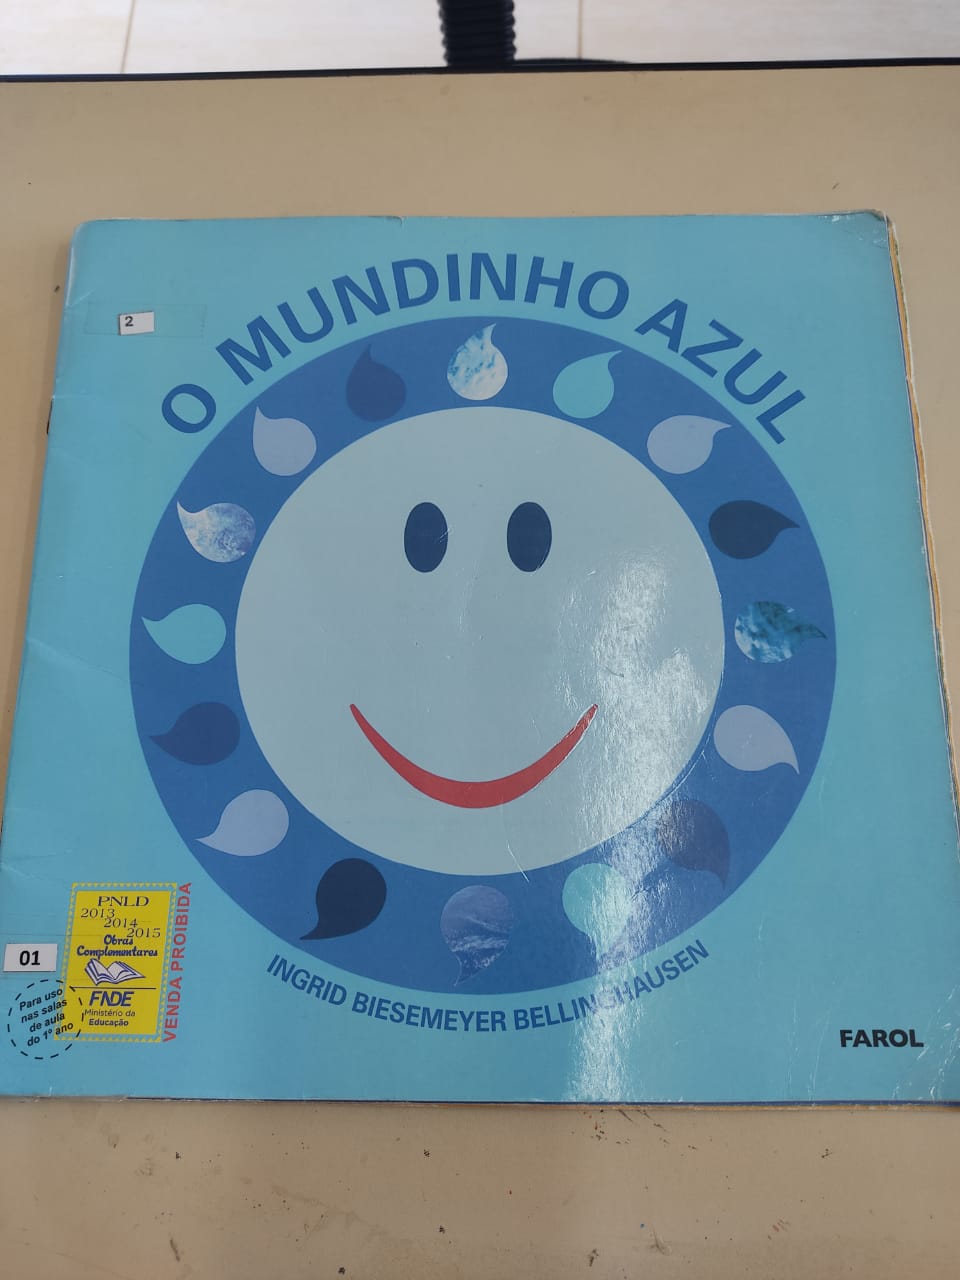 2
O MUNDINHO AZUL
INGRID BIESEMEYER BELLINGHAUSEN
FAROL
PNLD
2013
2014
2015
Obras
Complementares
FNDE
Ministério da
Educação
VENDA PROIBIDA
01
Para uso
nas salas
de aula
do 1º ano